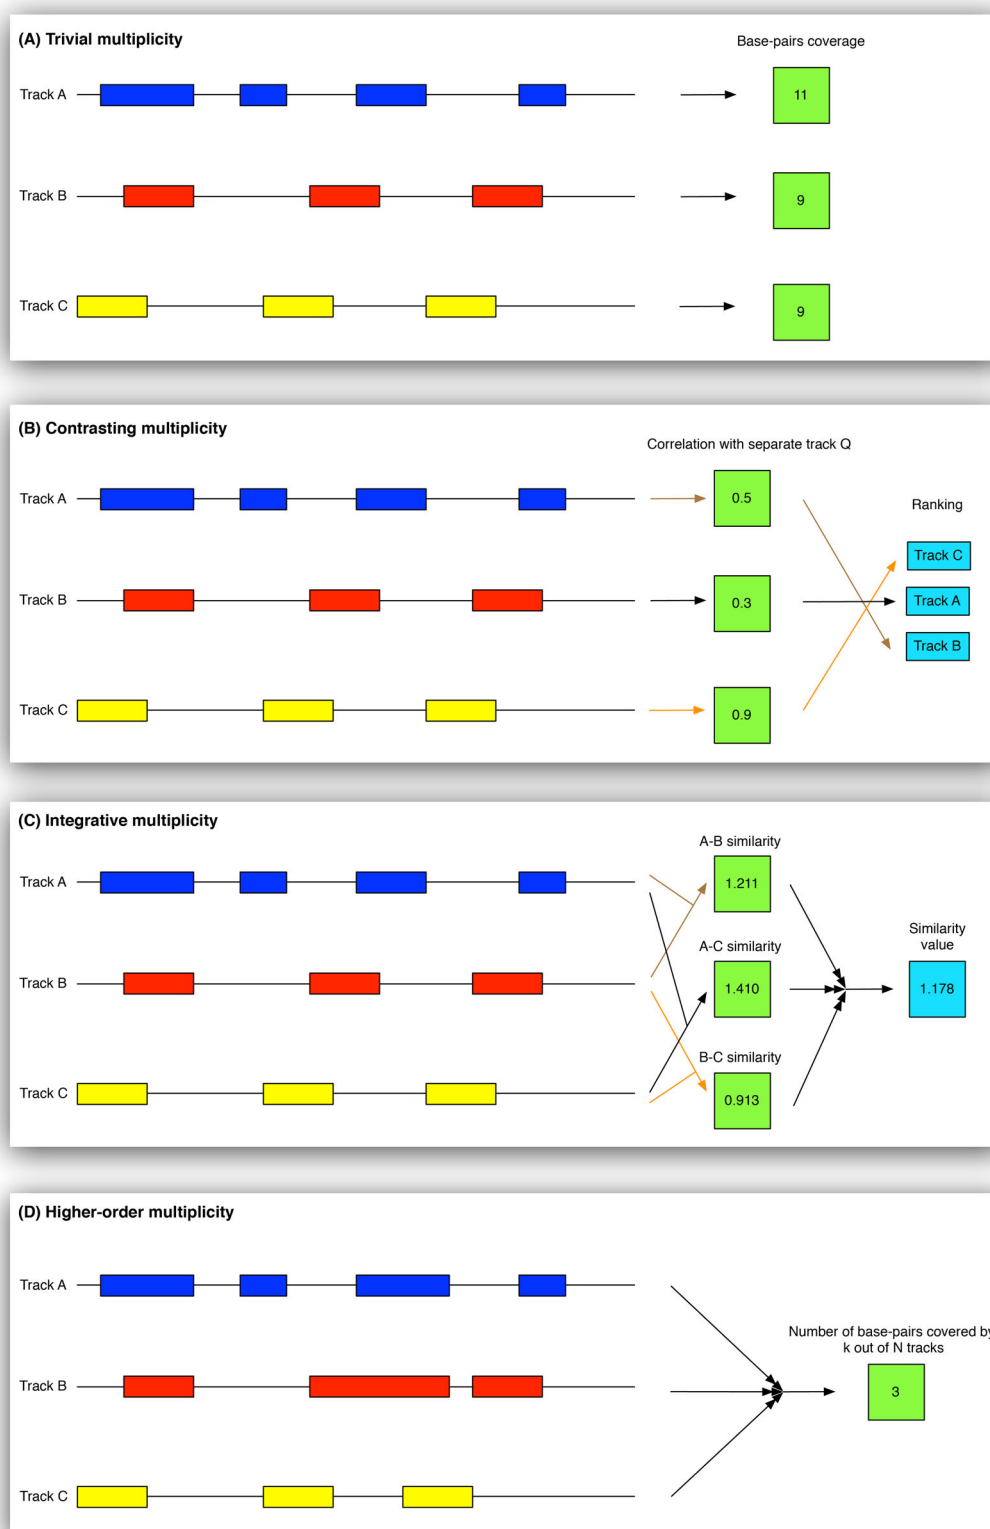 (A) Trivial multiplicity
Base-pairs coverage
Track A
11
Track B
9
Track C
9
(B) Contrasting multiplicity
Correlation with separate track Q
Track A
0.5
Ranking
Track C
Track B
0.3
Track A
Track B
Track C
0.9
(C) Integrative multiplicity
A-B similarity
Track A
1.211
Similarity
value
A-C similarity
Track B
1.410
1.178
B-C similarity
Track C
0.913
(D) Higher-order multiplicity
Track A
Number of base-pairs covered by
k out of N tracks
Track B
3
Track C